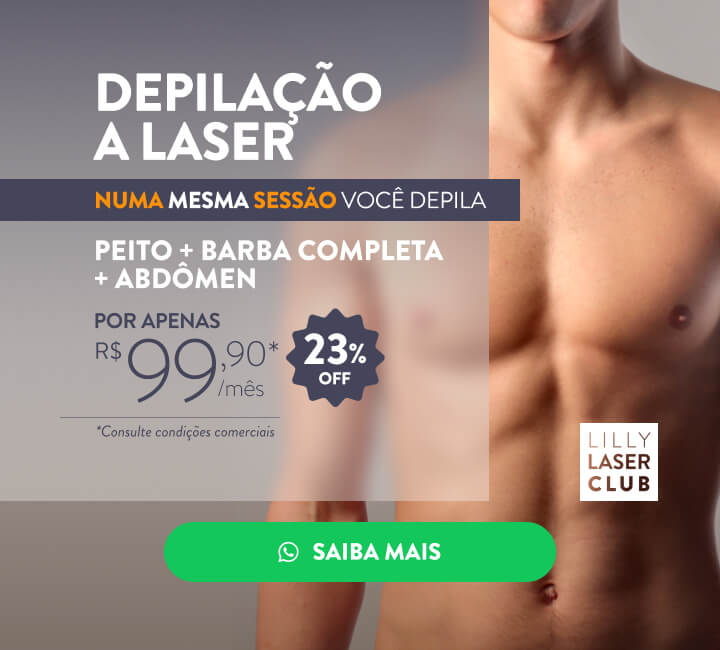 DEPILAÇÃO
A LASER
NUMA MESMA SESSÃO VOCÊ DEPILA
PEITO + BARBA COMPLETA
+ ABDÔMEN
POR APENAS
R$ 99,90*
/mês
23%
OFF
*Consulte condições comerciais
LILLY
LASER
CLUB
SAIBA MAIS